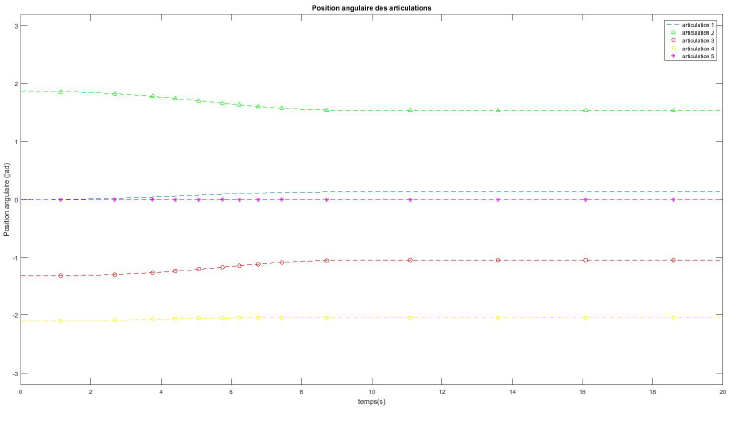 Position angulaire des articulations
articulation 1
articulation 2
articulation 3
articulation 4
articulation 5
Position angulaire (rad)
3
2
1
0
-1
-2
-3
0 2 4 6 8 10 12 14 16 18 20
temps(s)